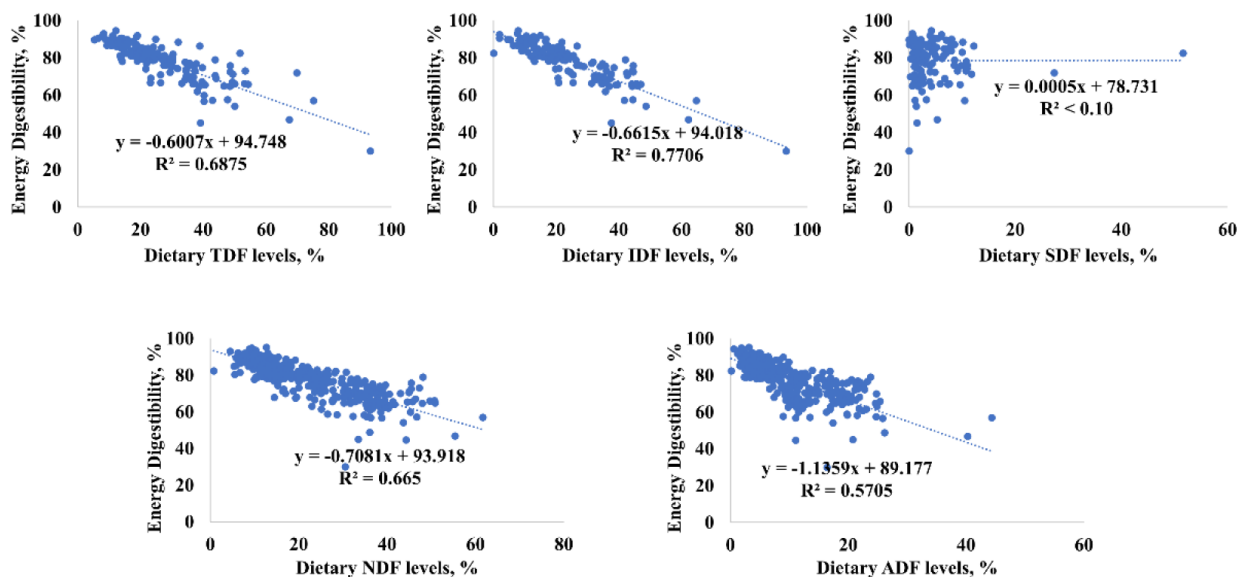 Energy Digestibility, %
100
80
60
40
20
0
y = -0.6007x + 94.748
R² = 0.6875
0 20 40 60 80 100
Dietary TDF levels, %
Energy Digestibility, %
100
80
60
40
20
0
y = -0.6615x + 94.018
R² = 0.7706
0 20 40 60 80 100
Dietary IDF levels, %
Energy Digestibility, %
100
80
60
40
20
0
y = 0.0005x + 78.731
R² < 0.10
0 20 40 60
Dietary SDF levels, %
Energy Digestibility, %
100
80
60
40
20
0
y = -0.7081x + 93.918
R² = 0.665
0 20 40 60 80
Dietary NDF levels, %
Energy Digestibility, %
100
80
60
40
20
0
y = -1.1359x + 89.177
R² = 0.5705
0 20 40 60
Dietary ADF levels, %